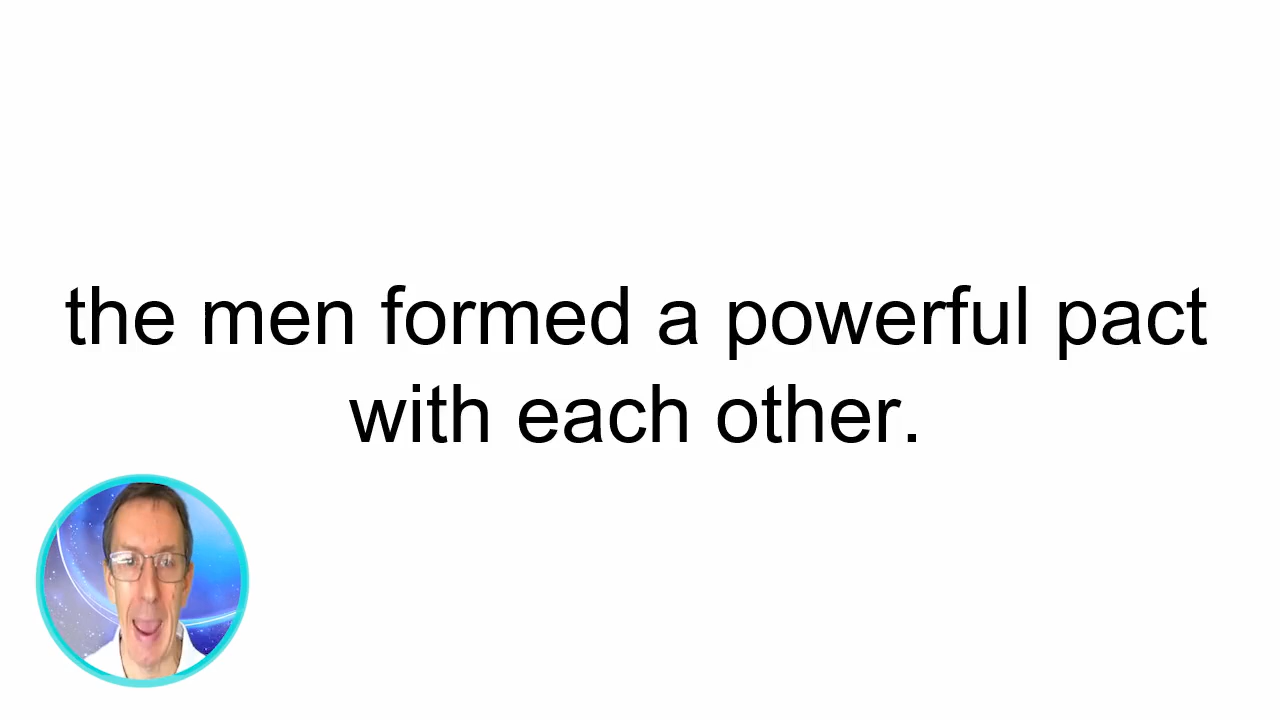 the men formed a powerful pact
with each other.